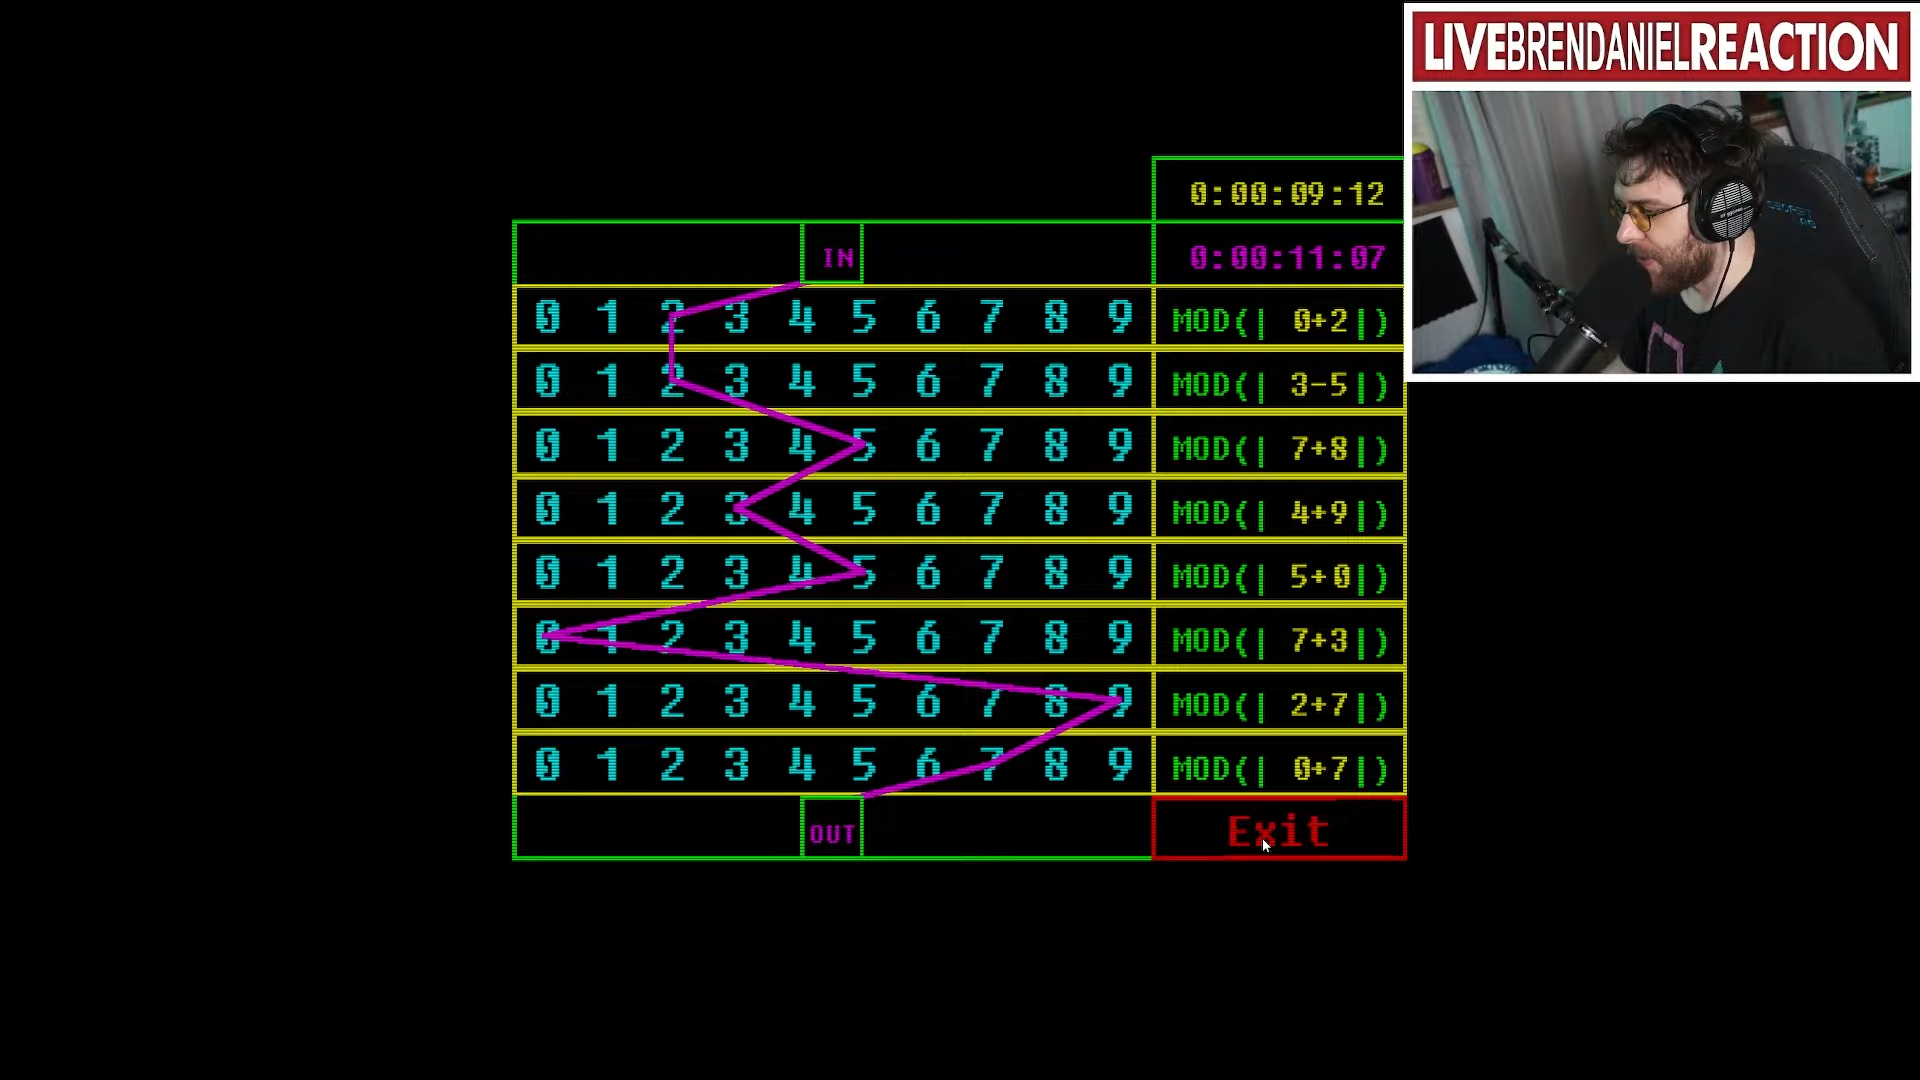 LIVEBRENDANIELREACTION
0:00:09:12
IN
0:00:11:07
0 1 2 3 4 5 6 7 8 9 MOD(| 0+2|)
0 1 2 3 4 5 6 7 8 9 MOD(| 3-5|)
0 1 2 3 4 5 6 7 8 9 MOD(| 7+8|)
0 1 2 3 4 5 6 7 8 9 MOD(| 4+9|)
0 1 2 3 4 5 6 7 8 9 MOD(| 5+0|)
0 1 2 3 4 5 6 7 8 9 MOD(| 7+3|)
0 1 2 3 4 5 6 7 8 9 MOD(| 2+7|)
0 1 2 3 4 5 6 7 8 9 MOD(| 0+7|)
OUT
Exit